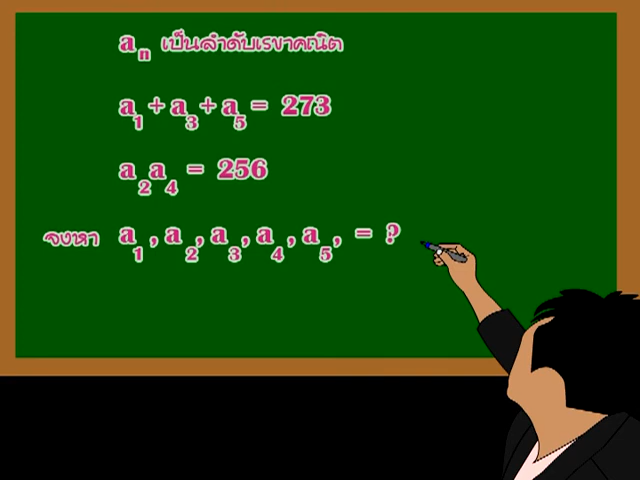 aₙ เป็นลำดับเรขาคณิต
a₁ + a₃ + a₅ = 273
a₂a₄ = 256
จงหา a₁ , a₂ , a₃ , a₄ , a₅ , = ?